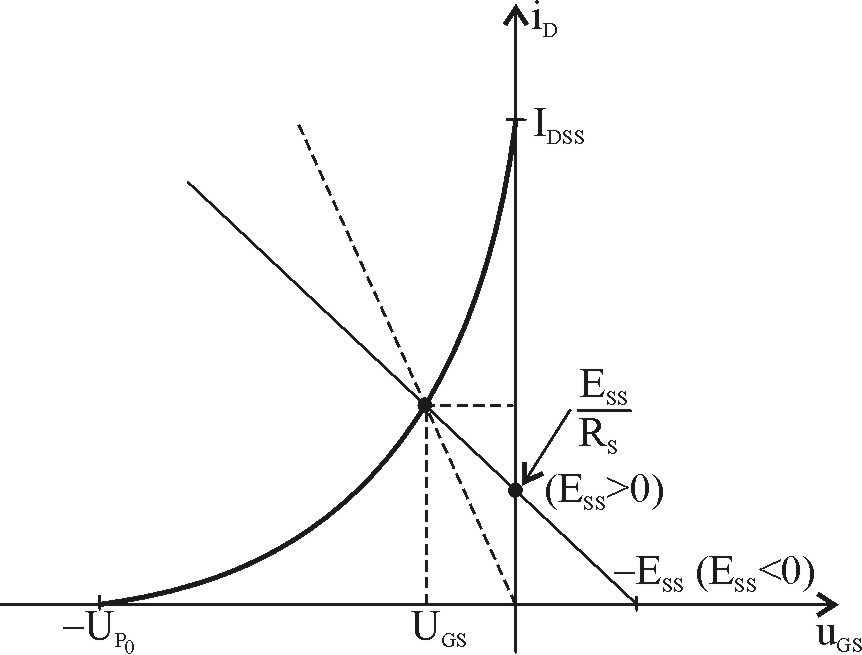 i_D
I_DSS
E_SS
R_S
(E_SS>0)
−E_SS (E_SS<0)
−U_P0
U_GS
u_GS